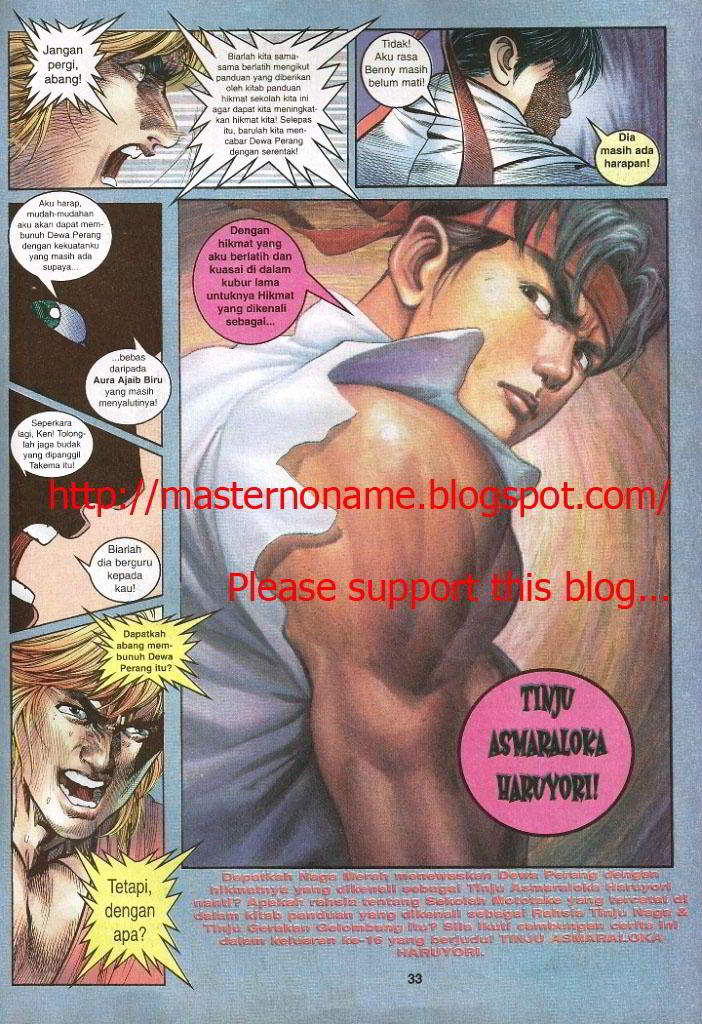 Jangan
pergi,
abang!
Biarlah kita sama-
sama berlatih mengikut
panduan yang diberikan
oleh kitab panduan
hikmat sekolah kita ini
agar dapat kita meningkat-
kan hikmat kita! Selepas
itu, barulah kita men-
cabar Dewa Perang
dengan serentak!
Tidak!
Aku rasa
Benny masih
belum mati!
Dia
masih ada
harapan!
Aku harap,
mudah-mudahan
aku akan dapat mem-
bunuh Dewa Perang
dengan kekuatanku
yang masih ada
supaya...
...bebas
daripada
Aura Ajaib Biru
yang masih
menyalutinya!
Dengan
hikmat yang
aku berlatih dan
kuasai di dalam
kubur lama
untuknya Hikmat
yang dikenali
sebagai...
Seperkara
lagi, Ken! Tolong-
lah jaga budak
yang dipanggil
Takema itu!
Biarlah
dia berguru
kepada
kau!
http://masternoname.blogspot.com/
Please support this blog...
Dapatkah
abang mem-
bunuh Dewa
Perang itu?
Tetapi,
dengan
apa?
TINJU
ASMARALOKA
HARUYORI!
Dapatkah Naga Merah menewaskan Dewa Perang dengan
hikmatnya yang dikenali sebagai Tinju Asmaraloka Haruyori
nanti? Apakah rahsia tentang Sekolah Mototake yang tercatat di
dalam kitab panduan yang dikenali sebagai Rahsia Tinju Naga &
Tinju Gerakan Gelombung itu? Sila ikuti sambungan cerita ini
dalam keluaran ke-16 yang berjudul TINJU ASMARALOKA
HARUYORI.
33